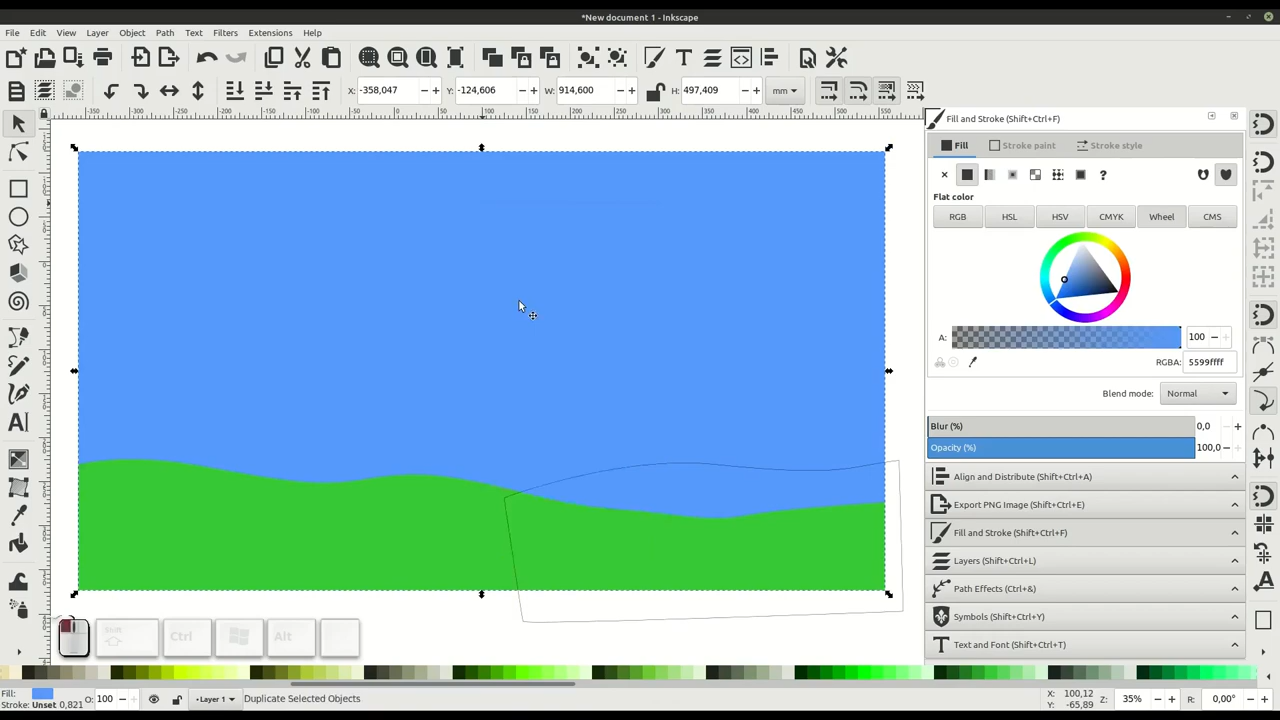 *New document 1 - Inkscape
File Edit View Layer Object Path Text Filters Extensions Help
X: -358,047 Y: -124,606 W: 914,600 H: 497,409 mm
Fill and Stroke (Shift+Ctrl+F)
Fill Stroke paint Stroke style
Flat color
RGB HSL HSV CMYK Wheel CMS
A: 100
RGBA: 5599ffff
Blend mode: Normal
Blur (%) 0,0
Opacity (%) 100,0
Align and Distribute (Shift+Ctrl+A)
Export PNG Image (Shift+Ctrl+E)
Fill and Stroke (Shift+Ctrl+F)
Layers (Shift+Ctrl+L)
Path Effects (Ctrl+&)
Symbols (Shift+Ctrl+Y)
Text and Font (Shift+Ctrl+T)
Shift Ctrl Alt
Fill: O: 100 Layer 1 Duplicate Selected Objects X: 100,12 Z: 35% R: 0,00°
Stroke: Unset 0,821 Y: -65,89